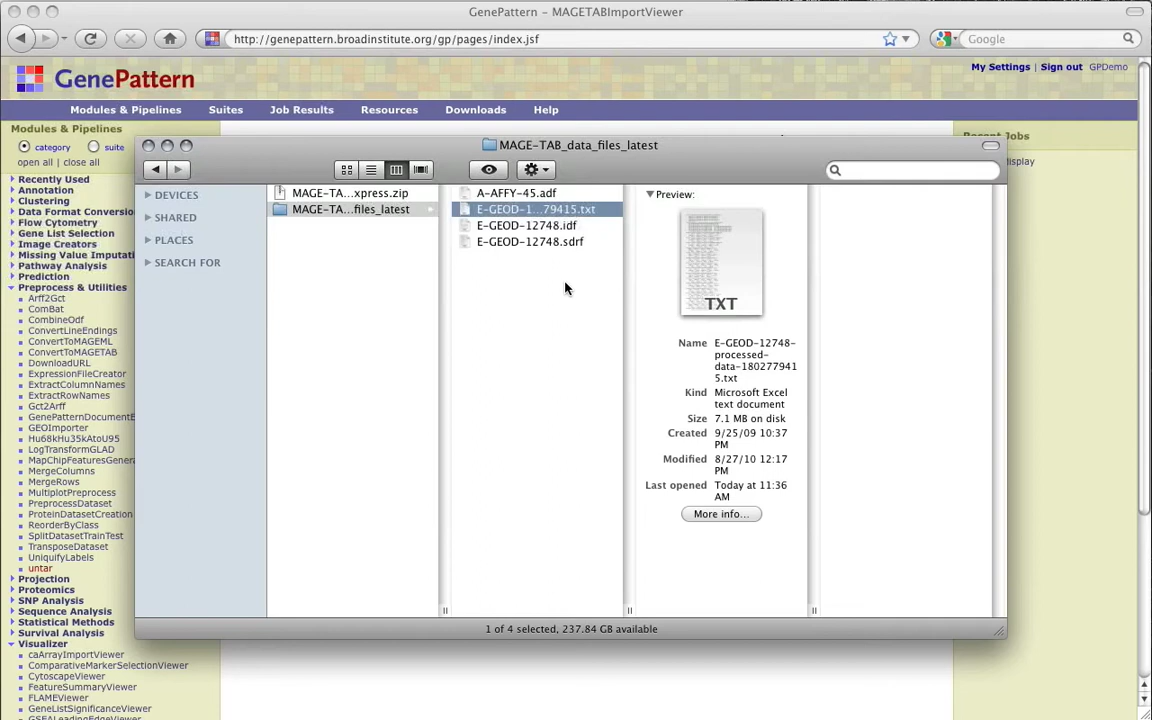 GenePattern - MAGETABImportViewer
http://genepattern.broadinstitute.org/gp/pages/index.jsf
Google
GenePattern
My Settings Sign out GPDemo
Modules & Pipelines Suites Job Results Resources Downloads Help
Modules & Pipelines
category suite
open all | close all
Recently Used
Annotation
Clustering
Data Format Conversio
Flow Cytometry
Gene List Selection
Image Creators
Missing Value Imputati
Pathway Analysis
Prediction
Preprocess & Utilities
Arff2Gct
ComBat
CombineOdf
ConvertLineEndings
ConvertToMAGEML
ConvertToMAGETAB
DownloadURL
ExpressionFileCreator
ExtractColumnNames
ExtractRowNames
Gct2Arff
GenePatternDocumentE
GEOImporter
Hu68kHu35kAtoU95
LogTransformGLAD
MapChipFeaturesGenera
MergeColumns
MergeRows
MultiplotPreprocess
PreprocessDataset
ProteinDatasetCreation
ReorderByClass
SplitDatasetTrainTest
TransposeDataset
UniquifyLabels
untar
Projection
Proteomics
SNP Analysis
Sequence Analysis
Statistical Methods
Survival Analysis
Visualizer
caArrayImportViewer
ComparativeMarkerSelectionViewer
CytoscapeViewer
FeatureSummaryViewer
FLAMEViewer
GeneListSignificanceViewer
GSEALeadingEdgeViewer
Recent Jobs
display
MAGE-TAB_data_files_latest
DEVICES
SHARED
PLACES
SEARCH FOR
MAGE-TA...xpress.zip
MAGE-TA...files_latest
A-AFFY-45.adf
E-GEOD-1...79415.txt
E-GEOD-12748.idf
E-GEOD-12748.sdrf
Preview:
TXT
Name E-GEOD-12748-
processed-
data-180277941
5.txt
Kind Microsoft Excel
text document
Size 7.1 MB on disk
Created 9/25/09 10:37
PM
Modified 8/27/10 12:17
PM
Last opened Today at 11:36
AM
More info...
1 of 4 selected, 237.84 GB available